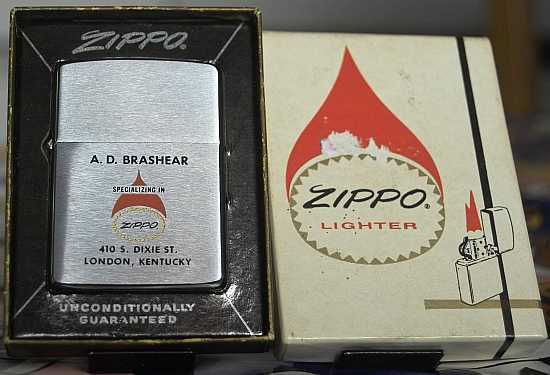 ZIPPO.
A. D. BRASHEAR
SPECIALIZING IN
ZIPPO
410 S. DIXIE ST.
LONDON, KENTUCKY
UNCONDITIONALLY
GUARANTEED
ZIPPO.
LIGHTER